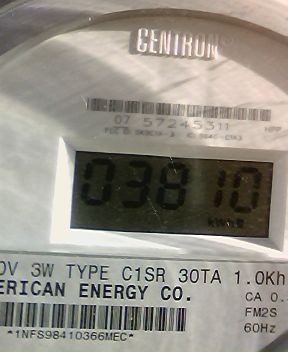 CENTRON®
07 57245311
03810
kWh
0V 3W TYPE C1SR 30TA 1.0Kh
ERICAN ENERGY CO.
CA 0.
FM2S
60Hz
*1NFS98410366MEC*